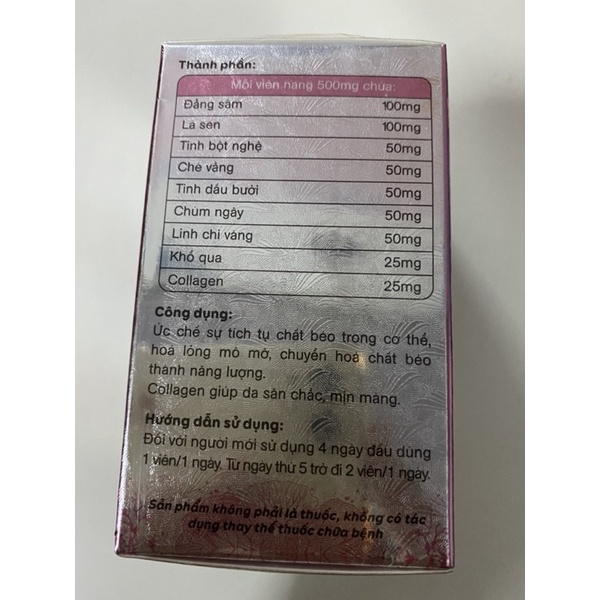 Thành phần:
Mỗi viên nang 500mg chứa:
Đẳng sâm 100mg
Lá sen 100mg
Tinh bột nghệ 50mg
Chè vằng 50mg
Tinh dầu bưởi 50mg
Chùm ngây 50mg
Linh chi vàng 50mg
Khổ qua 25mg
Collagen 25mg
Công dụng:
Ức chế sự tích tụ chất béo trong cơ thể,
hoá lỏng mô mỡ, chuyển hoá chất béo
thành năng lượng.
Collagen giúp da săn chắc, mịn màng.
Hướng dẫn sử dụng:
Đối với người mới sử dụng 4 ngày đầu dùng
1 viên/1 ngày. Từ ngày thứ 5 trở đi 2 viên/1 ngày.
Sản phẩm không phải là thuốc, không có tác
dụng thay thế thuốc chữa bệnh